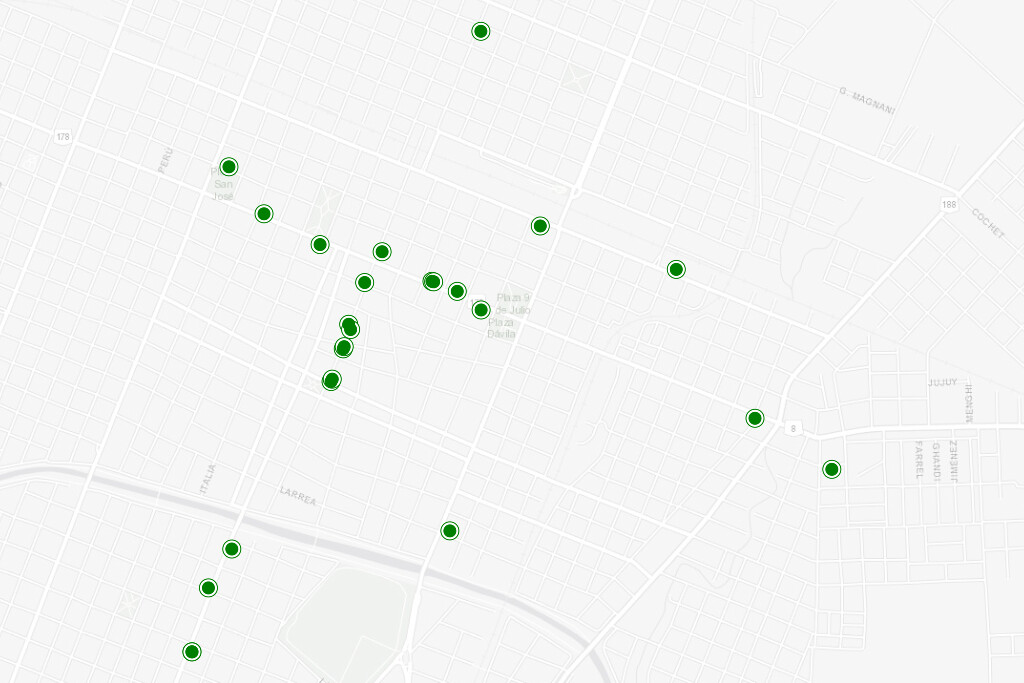 G. MAGNANI
178
PERU
San
José
188
COCHET
Plaza 9
de Julio
Plaza
Dávila
JUJUY
MENGHI
8
FARREL
GHANDI
JIMENEZ
ITALIA
LARREA